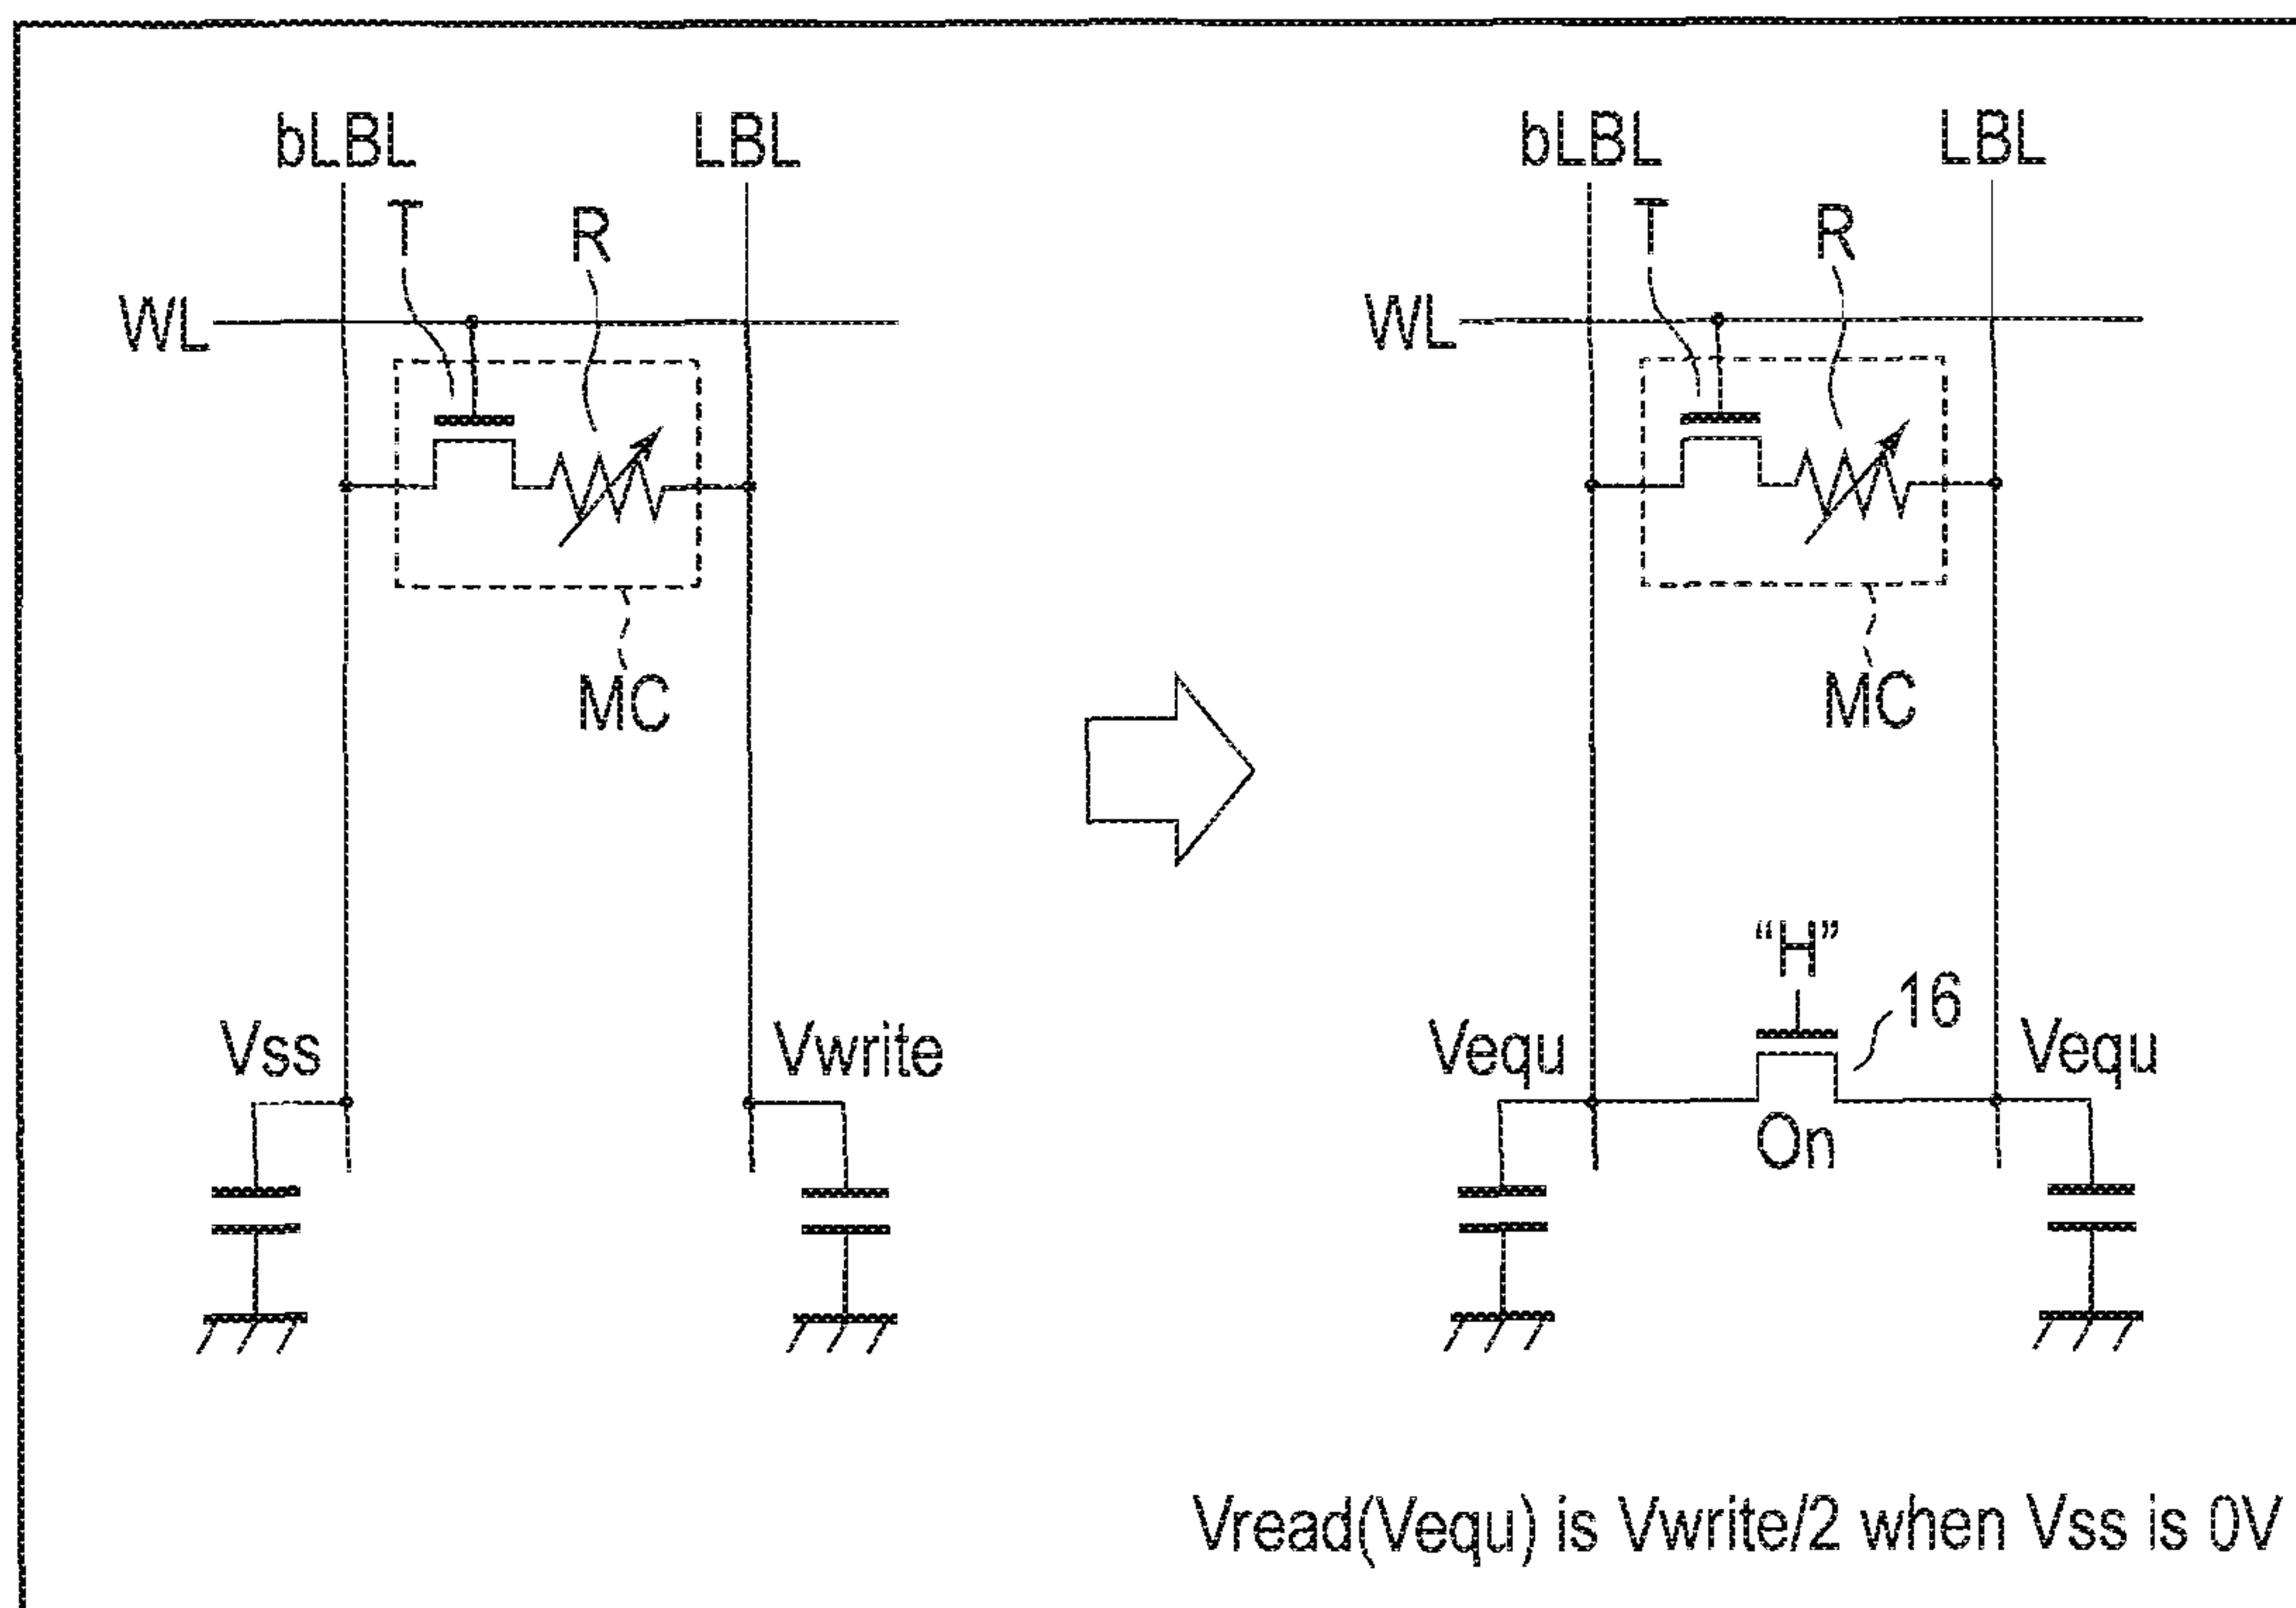 bLBL LBL bLBL LBL
T R T R
WL WL
MC MC
"H"
16
Vss Vwrite Vequ Vequ
On
Vread(Vequ) is Vwrite/2 when Vss is 0V